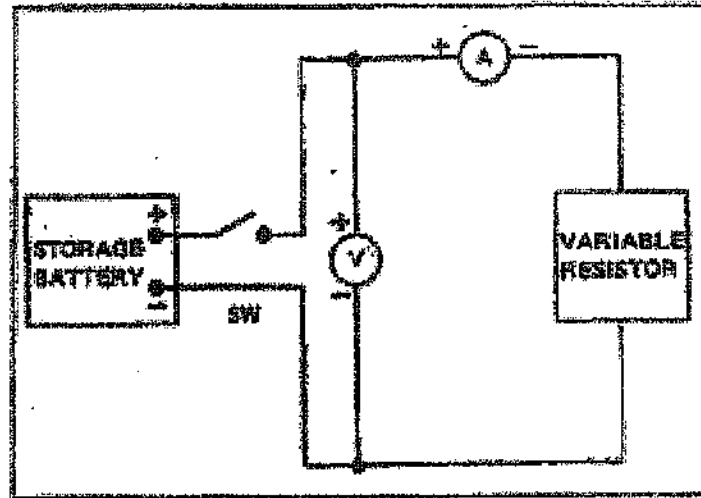 + A −
+
STORAGE
BATTERY
−
SW
+
V
−
VARIABLE
RESISTOR